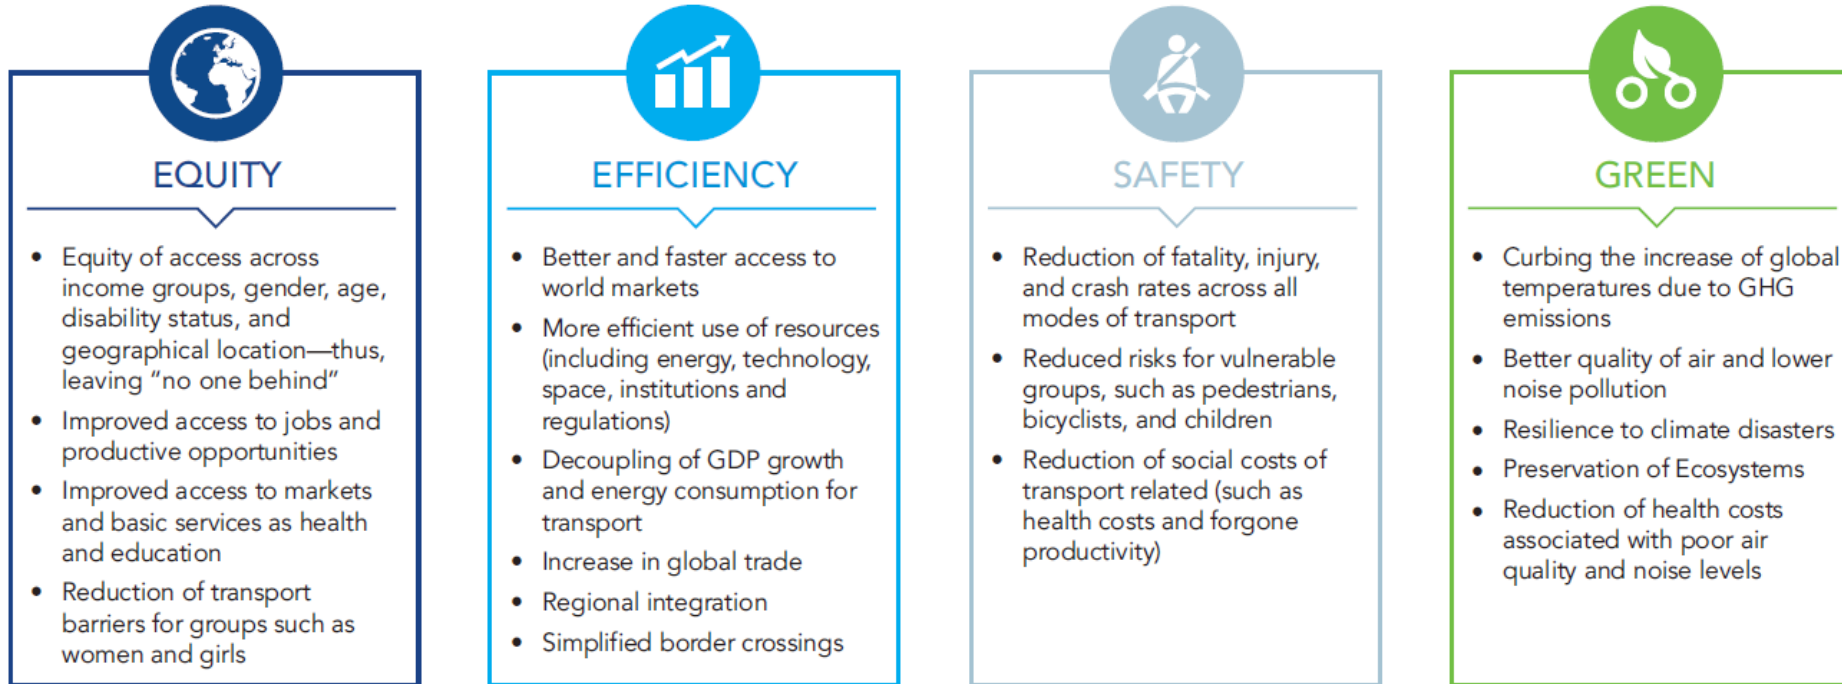 EQUITY
• Equity of access across
income groups, gender, age,
disability status, and
geographical location—thus,
leaving “no one behind”
• Improved access to jobs and
productive opportunities
• Improved access to markets
and basic services as health
and education
• Reduction of transport
barriers for groups such as
women and girls
EFFICIENCY
• Better and faster access to
world markets
• More efficient use of resources
(including energy, technology,
space, institutions and
regulations)
• Decoupling of GDP growth
and energy consumption for
transport
• Increase in global trade
• Regional integration
• Simplified border crossings
SAFETY
• Reduction of fatality, injury,
and crash rates across all
modes of transport
• Reduced risks for vulnerable
groups, such as pedestrians,
bicyclists, and children
• Reduction of social costs of
transport related (such as
health costs and forgone
productivity)
GREEN
• Curbing the increase of global
temperatures due to GHG
emissions
• Better quality of air and lower
noise pollution
• Resilience to climate disasters
• Preservation of Ecosystems
• Reduction of health costs
associated with poor air
quality and noise levels